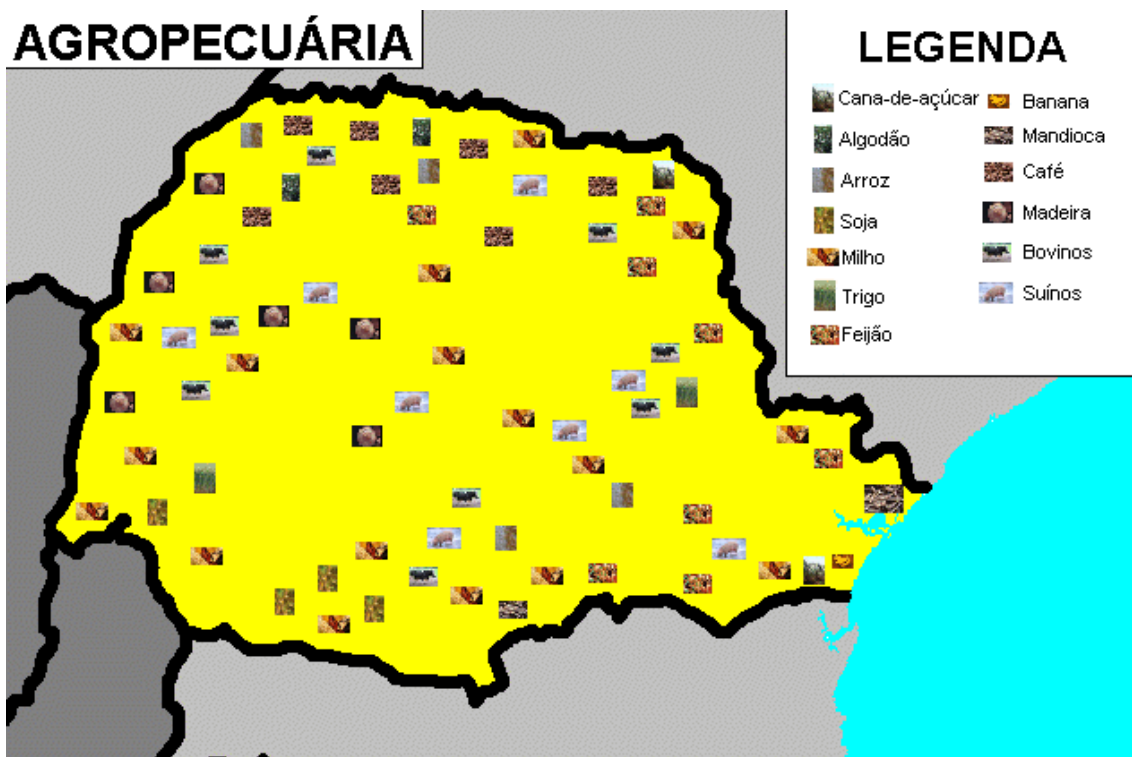 AGROPECUÁRIA
LEGENDA
Cana-de-açúcar
Algodão
Arroz
Soja
Milho
Trigo
Feijão
Banana
Mandioca
Café
Madeira
Bovinos
Suínos